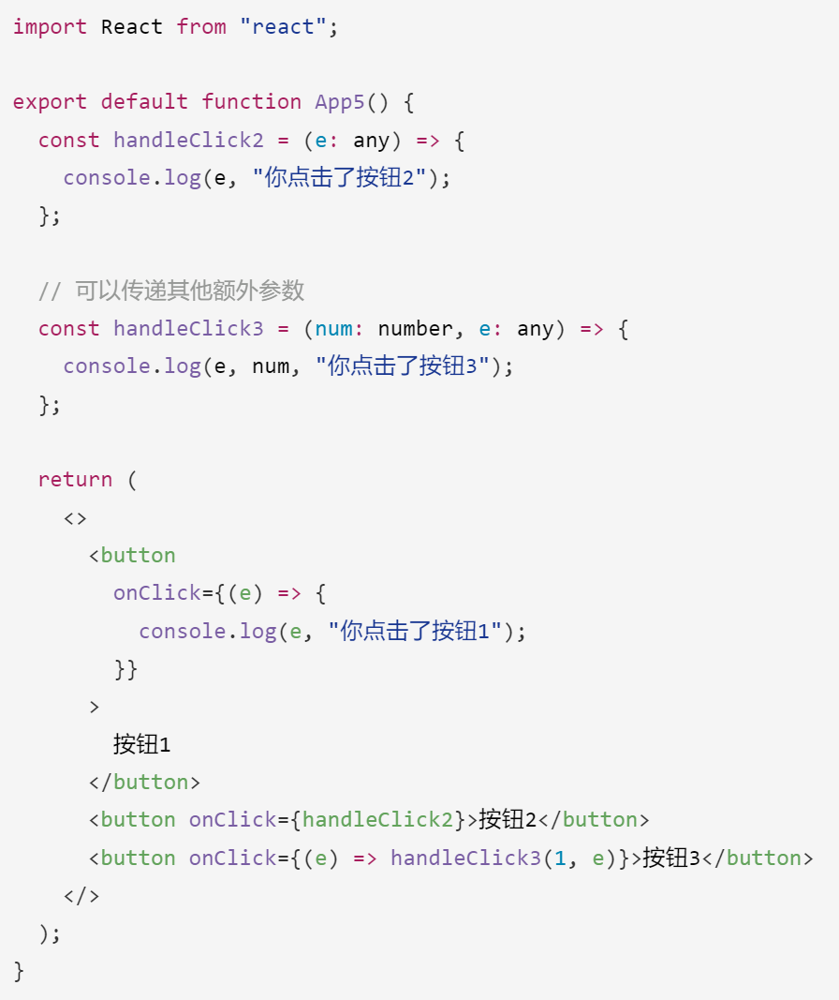 import React from "react";

export default function App5() {
  const handleClick2 = (e: any) => {
    console.log(e, "你点击了按钮2");
  };

  // 可以传递其他额外参数
  const handleClick3 = (num: number, e: any) => {
    console.log(e, num, "你点击了按钮3");
  };

  return (
    <>
      <button
        onClick={(e) => {
          console.log(e, "你点击了按钮1");
        }}
      >
        按钮1
      </button>
      <button onClick={handleClick2}>按钮2</button>
      <button onClick={(e) => handleClick3(1, e)}>按钮3</button>
    </>
  );
}